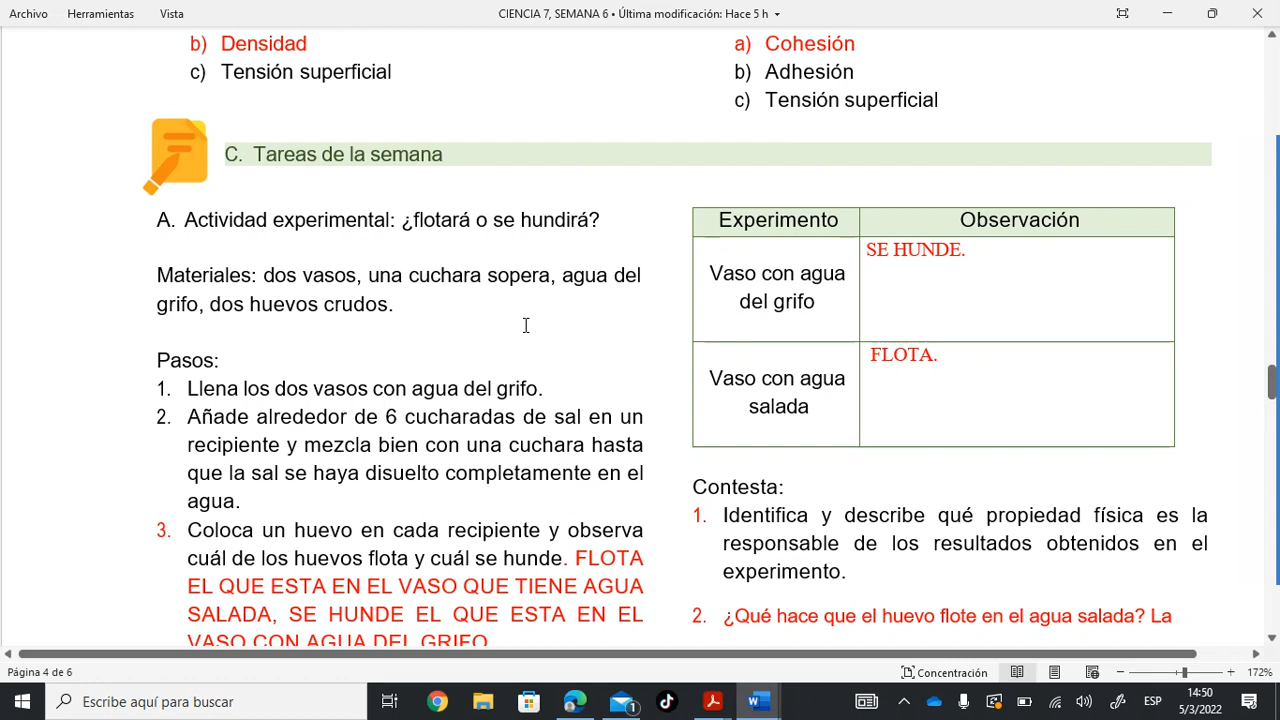 Archivo Herramientas Vista CIENCIA 7, SEMANA 6 • Última modificación: Hace 5 h
b) Densidad
c) Tensión superficial
a) Cohesión
b) Adhesión
c) Tensión superficial
C. Tareas de la semana
A. Actividad experimental: ¿flotará o se hundirá?
Materiales: dos vasos, una cuchara sopera, agua del
grifo, dos huevos crudos.
Pasos:
1. Llena los dos vasos con agua del grifo.
2. Añade alrededor de 6 cucharadas de sal en un
recipiente y mezcla bien con una cuchara hasta
que la sal se haya disuelto completamente en el
agua.
3. Coloca un huevo en cada recipiente y observa
cuál de los huevos flota y cuál se hunde. FLOTA
EL QUE ESTA EN EL VASO QUE TIENE AGUA
SALADA, SE HUNDE EL QUE ESTA EN EL
VASO CON AGUA DEL GRIFO
Experimento Observación
Vaso con agua
del grifo
SE HUNDE.
Vaso con agua
salada
FLOTA.
Contesta:
1. Identifica y describe qué propiedad física es la
responsable de los resultados obtenidos en el
experimento.
2. ¿Qué hace que el huevo flote en el agua salada? La
Página 4 de 6 Concentración 172%
Escribe aquí para buscar
1
ESP
14:50
5/3/2022